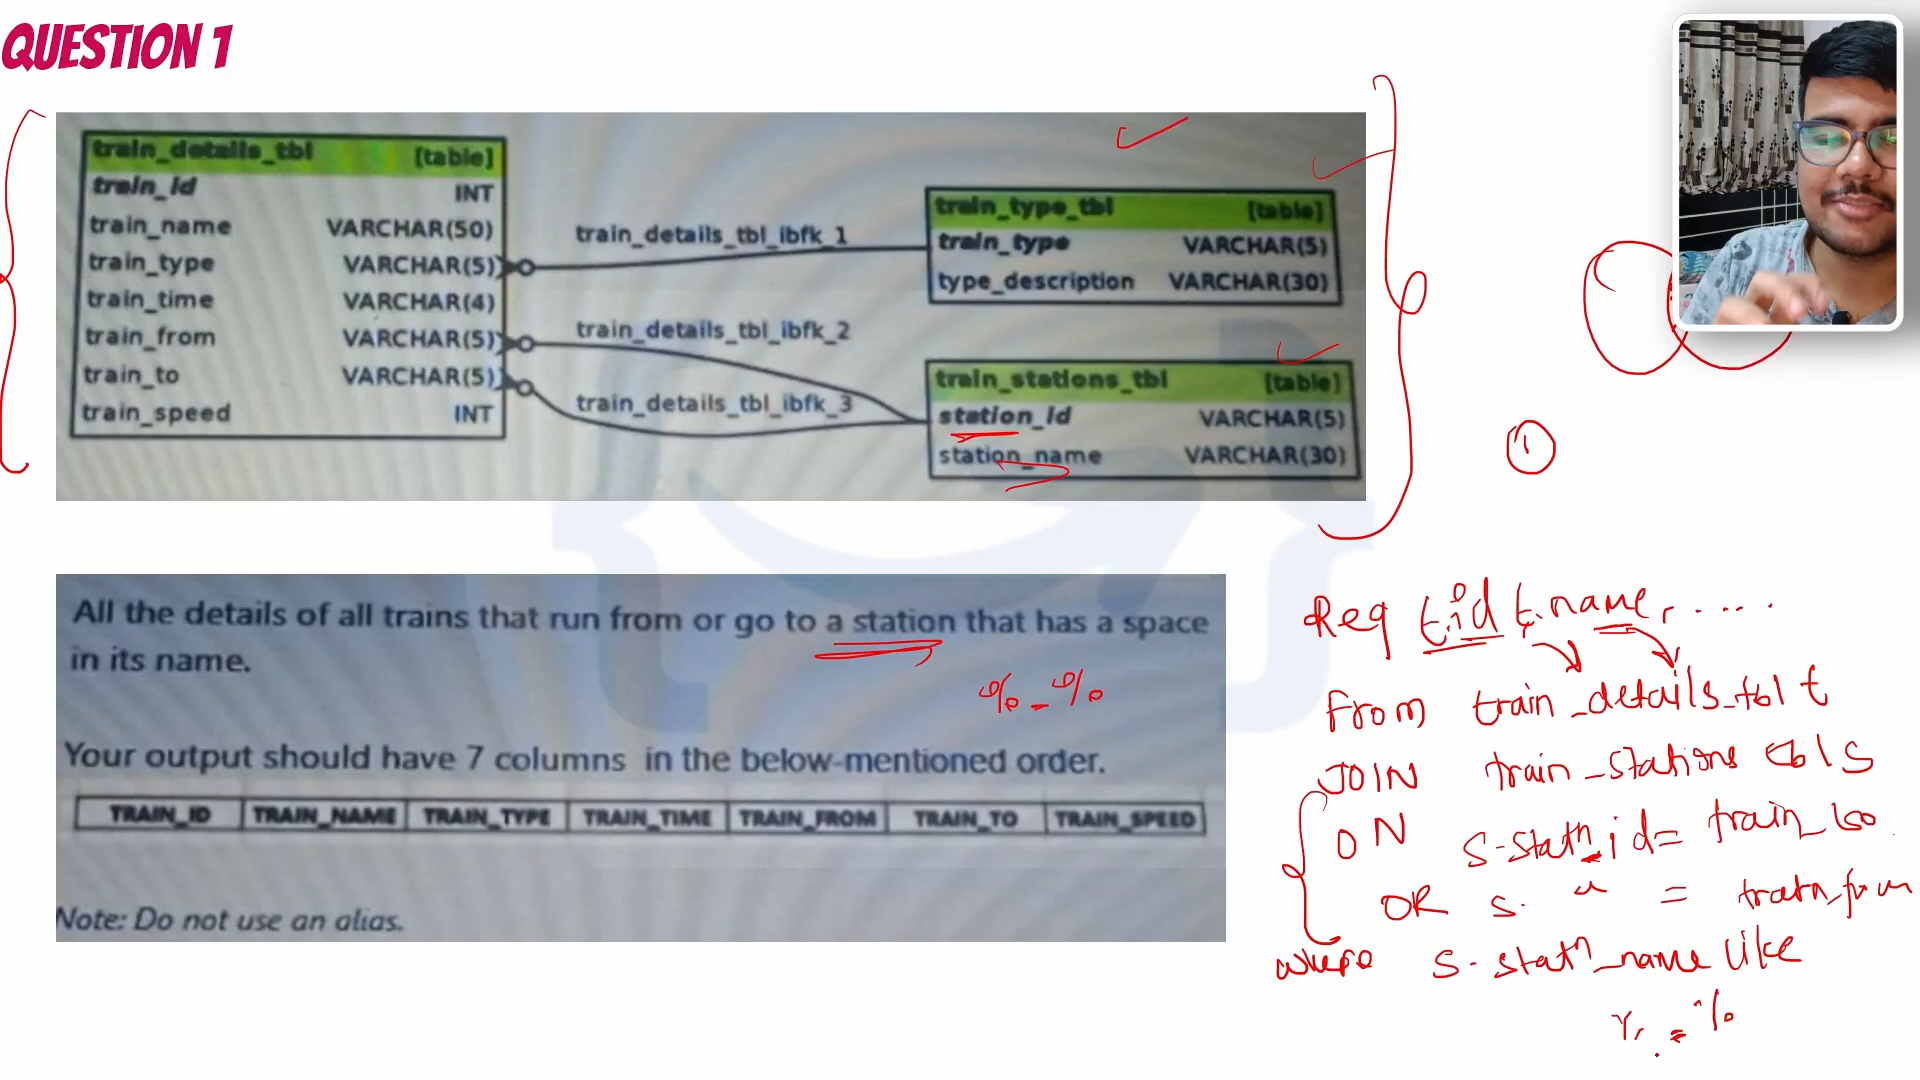 QUESTION 1
train_details_tbl [table]
train_id INT
train_name VARCHAR(50)
train_type VARCHAR(5)
train_time VARCHAR(4)
train_from VARCHAR(5)
train_to VARCHAR(5)
train_speed INT
train_details_tbl_ibfk_1
train_details_tbl_ibfk_2
train_details_tbl_ibfk_3
train_type_tbl [table]
train_type VARCHAR(5)
type_description VARCHAR(30)
train_stations_tbl [table]
station_id VARCHAR(5)
station_name VARCHAR(30)
1
All the details of all trains that run from or go to a station that has a space
in its name.
% _ %
Your output should have 7 columns in the below-mentioned order.
TRAIN_ID TRAIN_NAME TRAIN_TYPE TRAIN_TIME TRAIN_FROM TRAIN_TO TRAIN_SPEED
Note: Do not use an alias.
Req t.id t.name, ....
From train_details_tbl t
JOIN train_stations tbl S
ON S.statn_id =
OR S. " =
where S.statn_name like